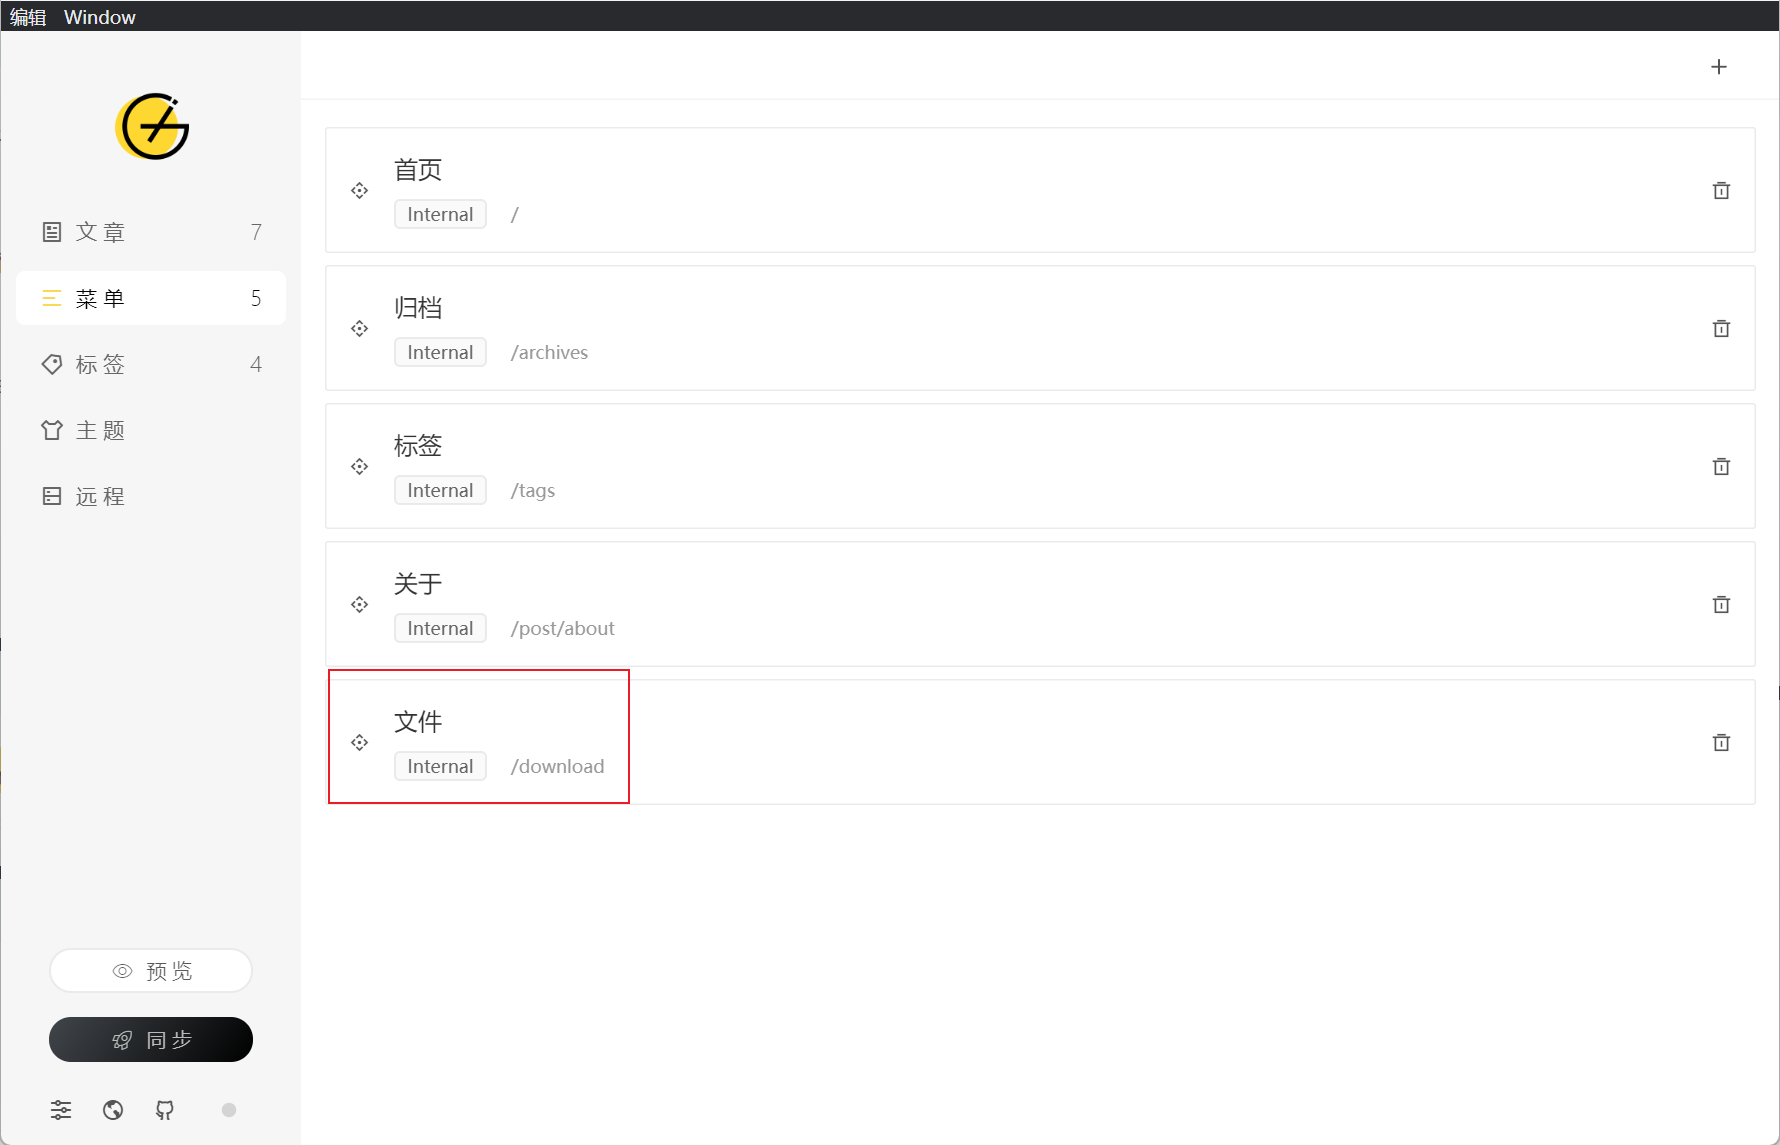 编辑 Window
文章 7
菜单 5
标签 4
主题
远程
预览
同步
首页
Internal /
归档
Internal /archives
标签
Internal /tags
关于
Internal /post/about
文件
Internal /download